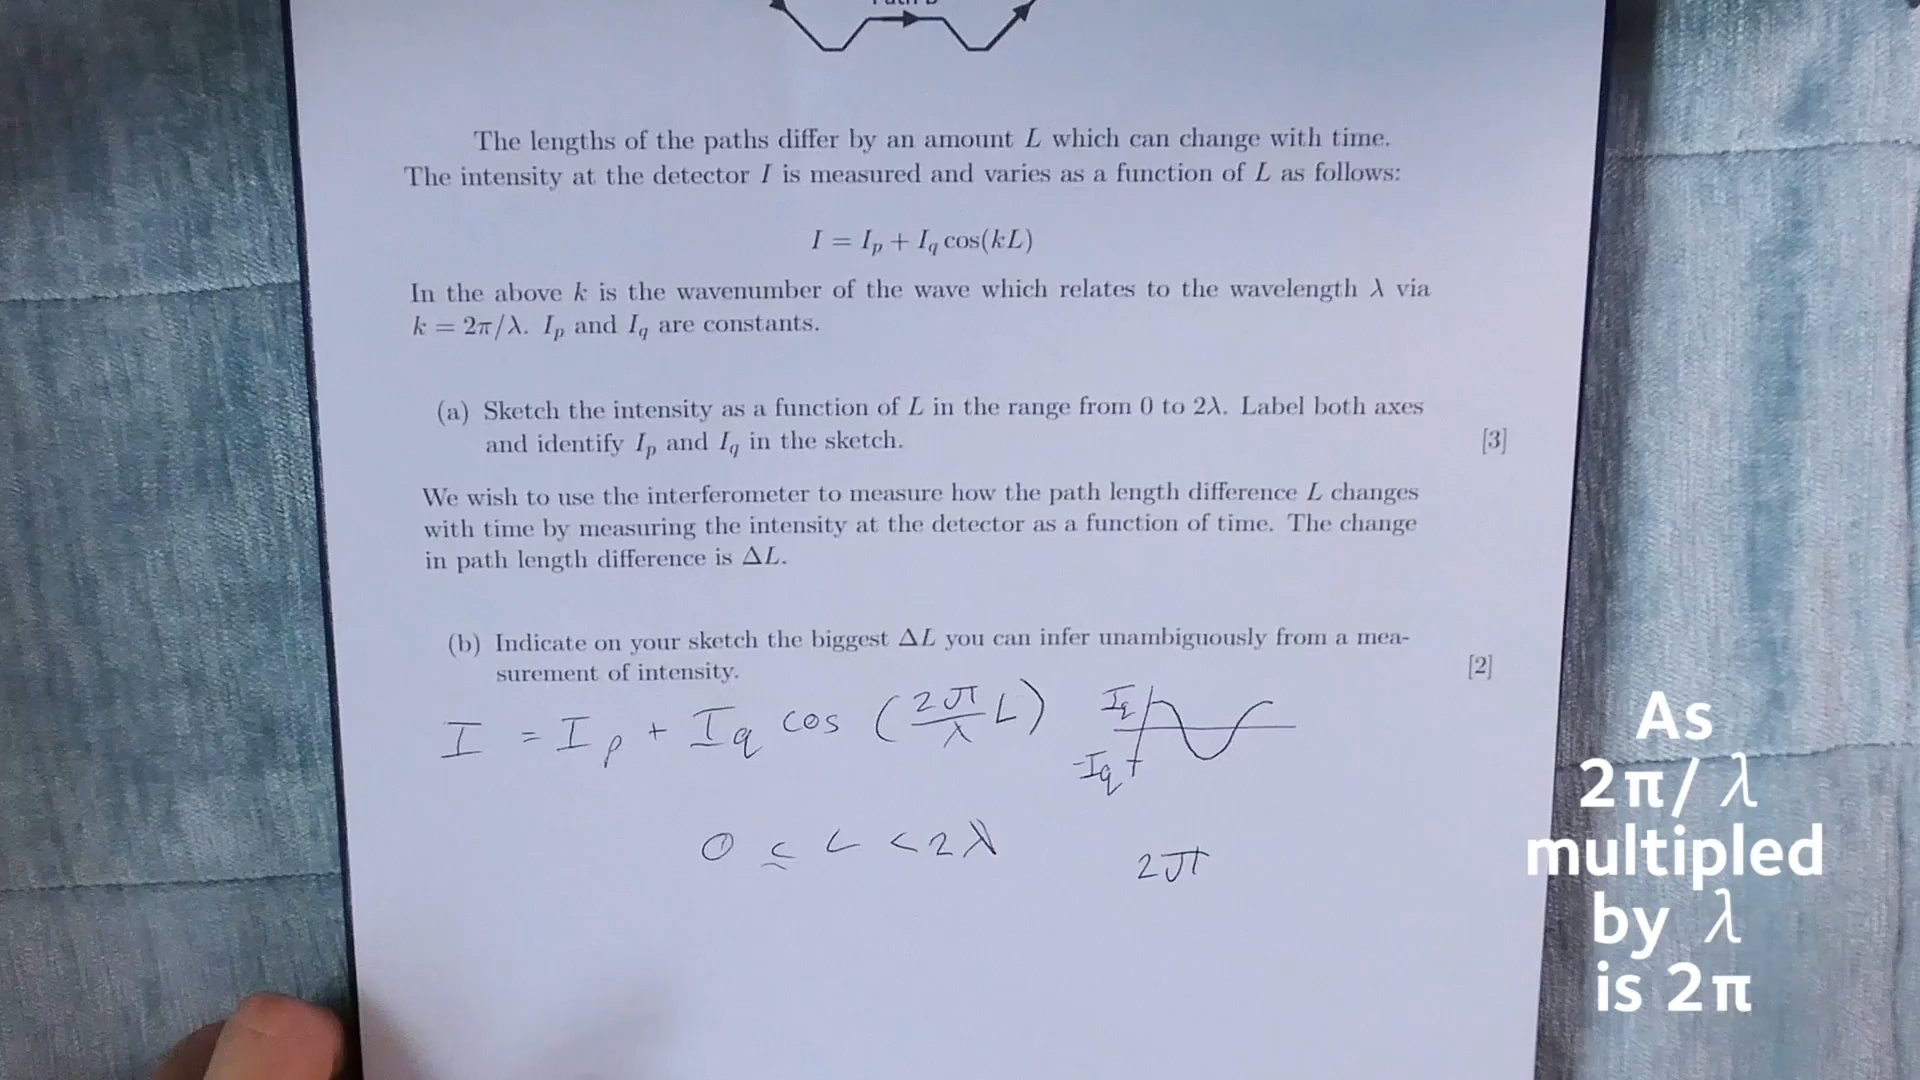 The lengths of the paths differ by an amount L which can change with time.
The intensity at the detector I is measured and varies as a function of L as follows:
I = I_p + I_q cos(kL)
In the above k is the wavenumber of the wave which relates to the wavelength λ via
k = 2π/λ. I_p and I_q are constants.
(a) Sketch the intensity as a function of L in the range from 0 to 2λ. Label both axes
and identify I_p and I_q in the sketch. [3]
We wish to use the interferometer to measure how the path length difference L changes
with time by measuring the intensity at the detector as a function of time. The change
in path length difference is ΔL.
(b) Indicate on your sketch the biggest ΔL you can infer unambiguously from a mea-
surement of intensity. [2]
I = I_p + I_q cos (2π/λ L)
I_q
-I_q
0 ≤ L < 2λ
2π
As
2π/ λ
multipled
by λ
is 2π